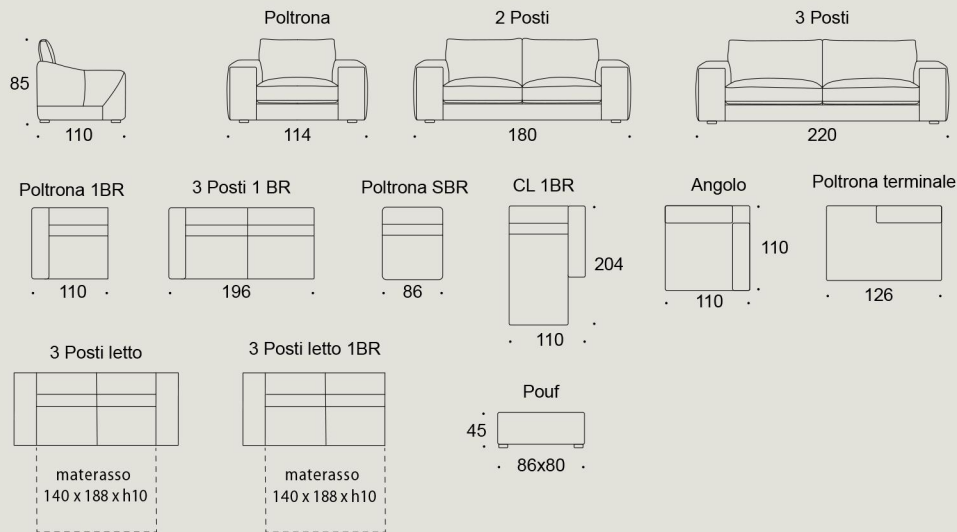 Poltrona
2 Posti
3 Posti
85
110
114
180
220
Poltrona 1BR
3 Posti 1 BR
Poltrona SBR
CL 1BR
Angolo
Poltrona terminale
110
196
86
204
110
110
110
126
3 Posti letto
3 Posti letto 1BR
Pouf
45
86x80
materasso
140 x 188 x h10
materasso
140 x 188 x h10